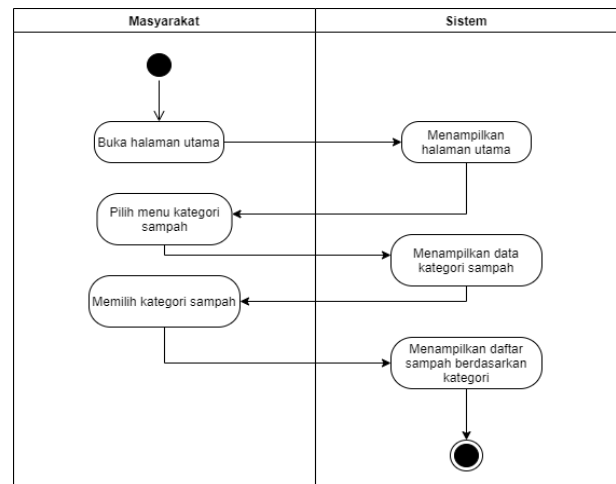 Masyarakat
Sistem
Buka halaman utama
Menampilkan
halaman utama
Pilih menu kategori
sampah
Menampilkan data
kategori sampah
Memilih kategori sampah
Menampilkan daftar
sampah berdasarkan
kategori